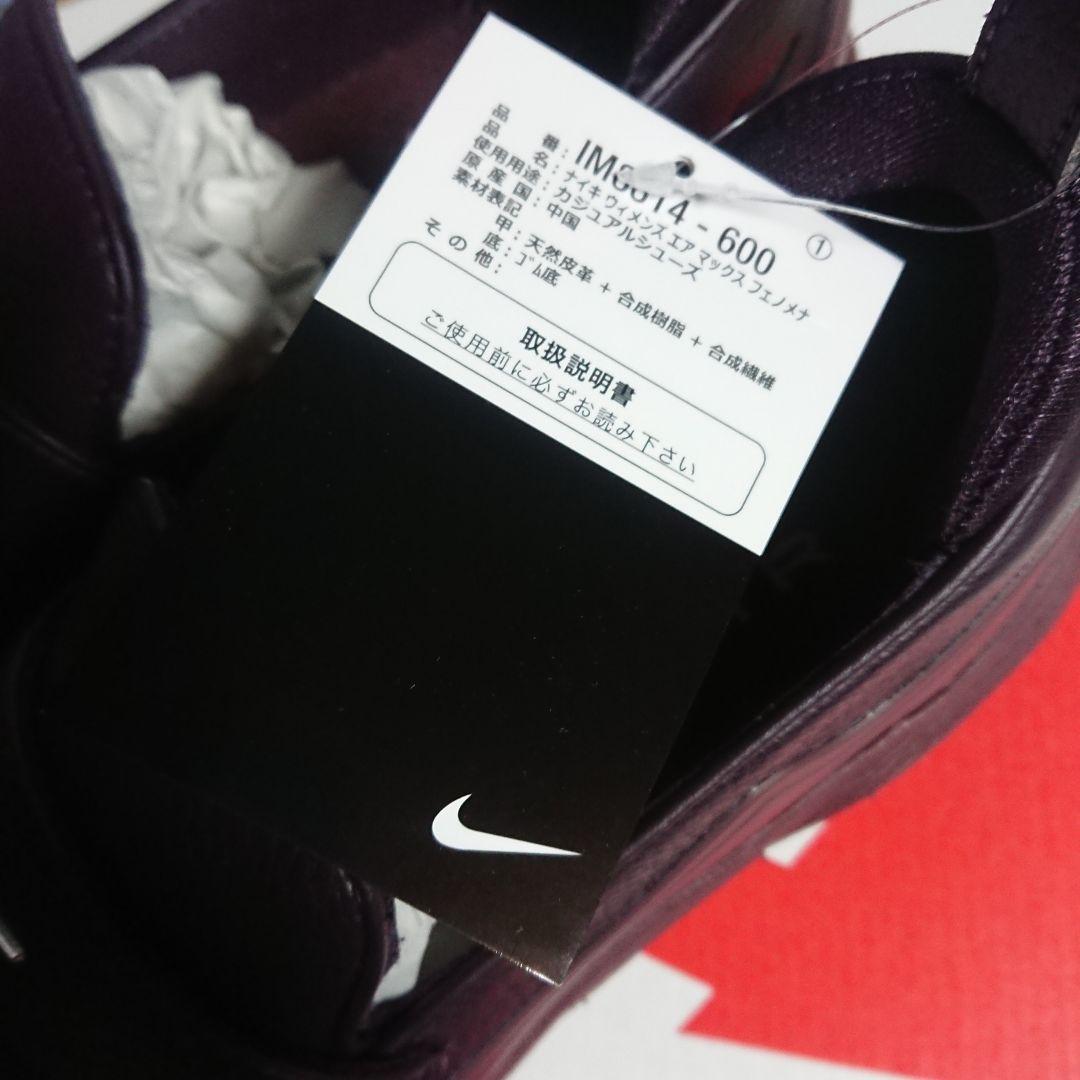 品番：IM8614-600 ①
品名：ナイキ ウイメンズ エア マックス フェノメナ
使用用途：カジュアルシューズ
原産国：中国
素材表記
甲：天然皮革 + 合成樹脂 + 合成繊維
底：ゴム底
その他：
取扱説明書
ご使用前に必ずお読み下さい